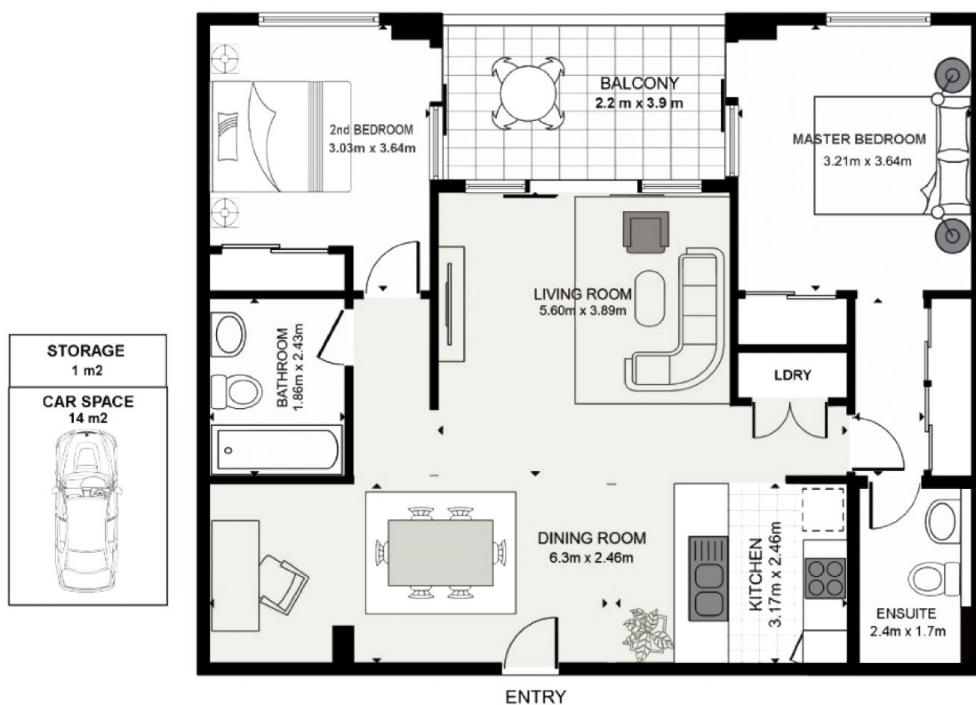 BALCONY
2.2 m x 3.9 m
2nd BEDROOM
3.03m x 3.64m
MASTER BEDROOM
3.21m x 3.64m
LIVING ROOM
5.60m x 3.89m
STORAGE
1 m2
CAR SPACE
14 m2
BATHROOM
1.86m x 2.43m
LDRY
DINING ROOM
6.3m x 2.46m
KITCHEN
3.17m x 2.46m
ENSUITE
2.4m x 1.7m
ENTRY